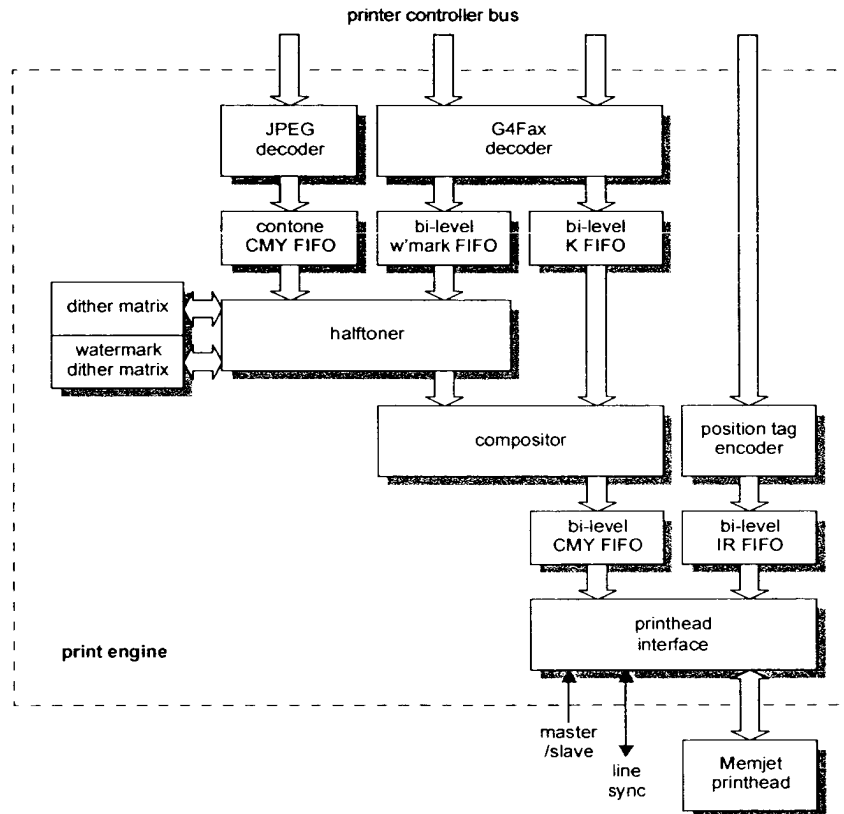 printer controller bus
JPEG
decoder
G4Fax
decoder
contone
CMY FIFO
bi-level
w'mark FIFO
bi-level
K FIFO
dither matrix
watermark
dither matrix
halftoner
compositor
position tag
encoder
bi-level
CMY FIFO
bi-level
IR FIFO
printhead
interface
print engine
master
/slave
line
sync
Memjet
printhead